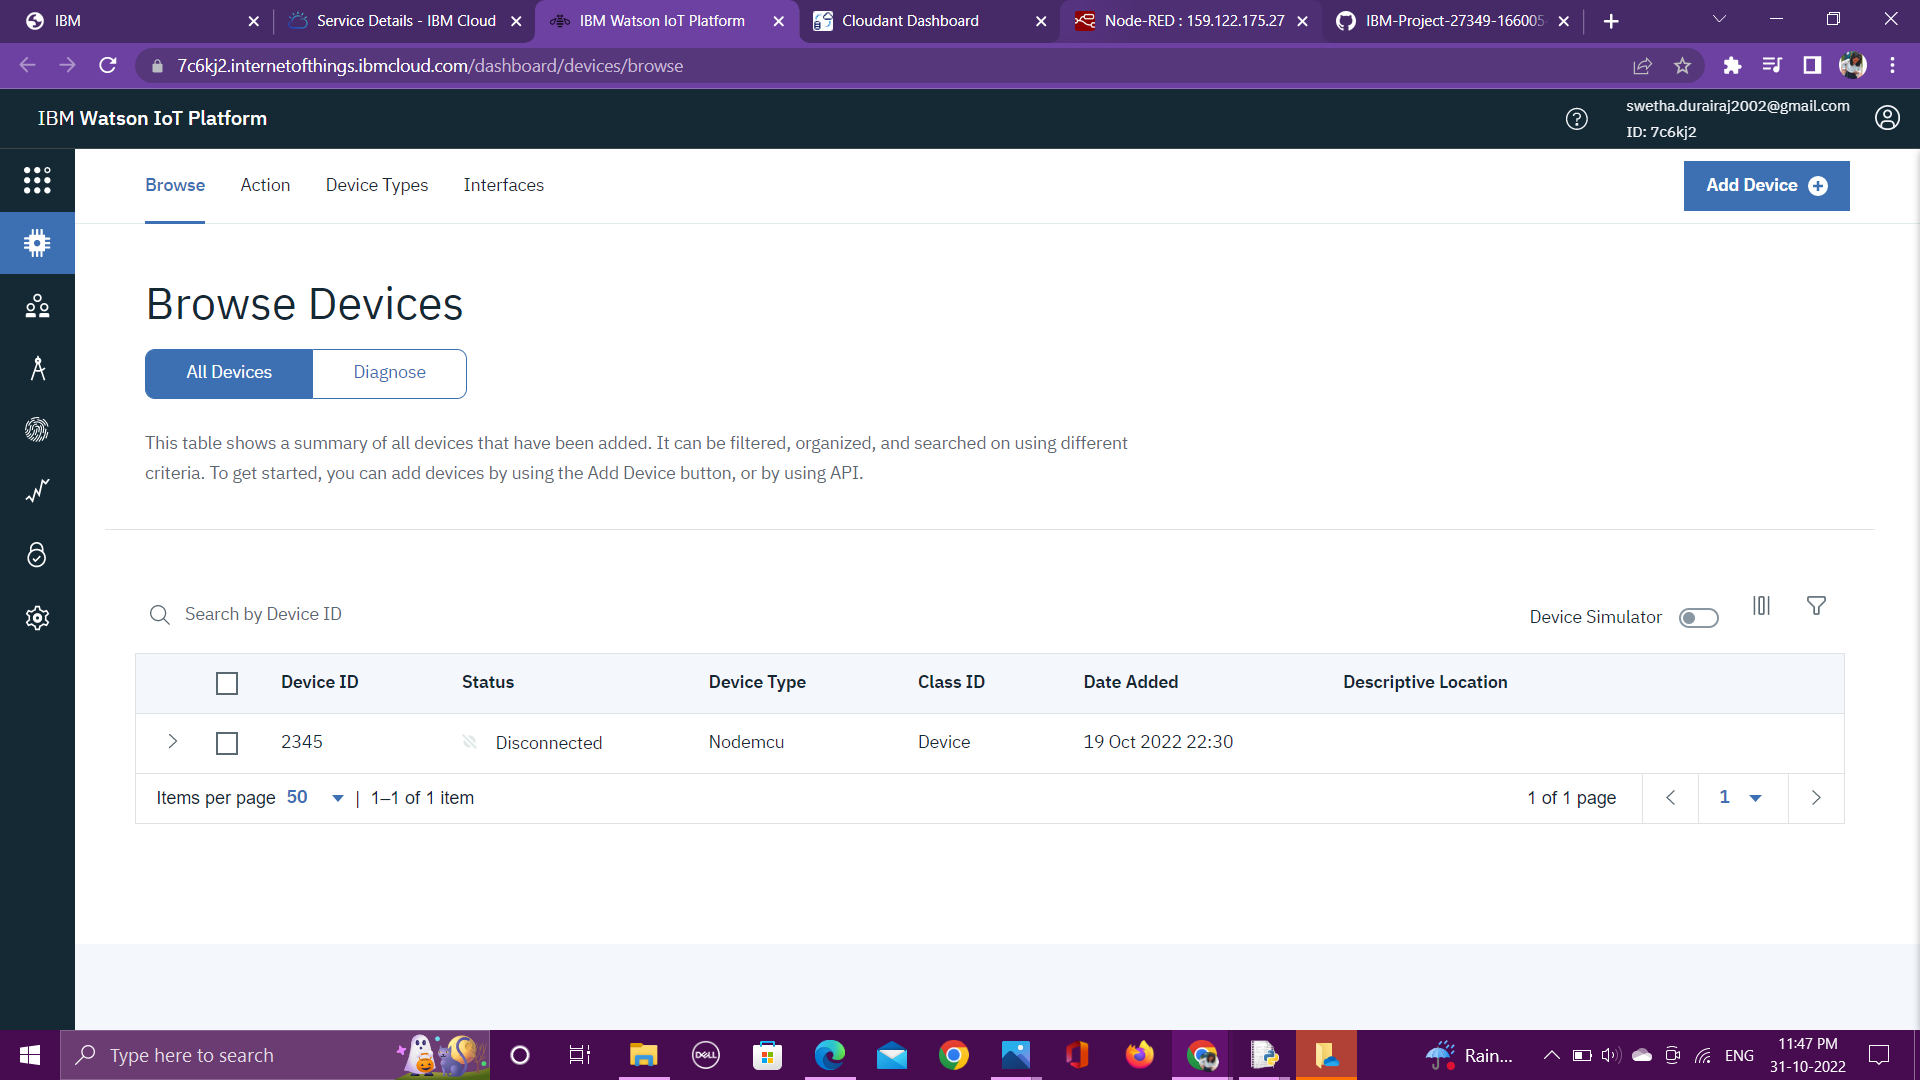 IBM
Service Details - IBM Cloud
IBM Watson IoT Platform
Cloudant Dashboard
Node-RED : 159.122.175.27
IBM-Project-27349-166005
7c6kj2.internetofthings.ibmcloud.com/dashboard/devices/browse
IBM Watson IoT Platform
swetha.durairaj2002@gmail.com
ID: 7c6kj2
Browse
Action
Device Types
Interfaces
Add Device
Browse Devices
All Devices
Diagnose
This table shows a summary of all devices that have been added. It can be filtered, organized, and searched on using different
criteria. To get started, you can add devices by using the Add Device button, or by using API.
Search by Device ID
Device Simulator
Device ID Status Device Type Class ID Date Added Descriptive Location
2345 Disconnected Nodemcu Device 19 Oct 2022 22:30
Items per page 50 | 1–1 of 1 item
1 of 1 page
1
Type here to search
DELL
Rain...
ENG
11:47 PM
31-10-2022